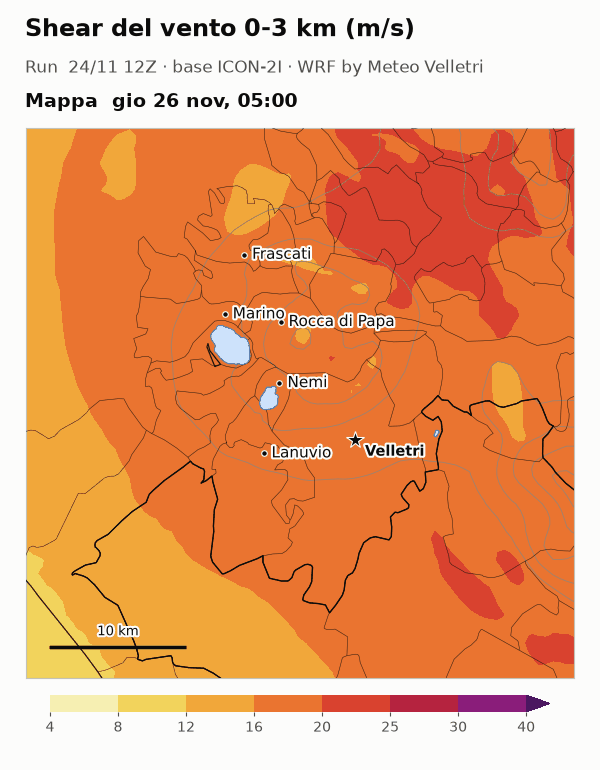 Shear del vento 0-3 km (m/s)
Run  24/11 12Z · base ICON-2I · WRF by Meteo Velletri
Mappa  gio 26 nov, 05:00
Frascati
Marino
Rocca di Papa
Nemi
Velletri
Lanuvio
10 km
4 8 12 16 20 25 30 40